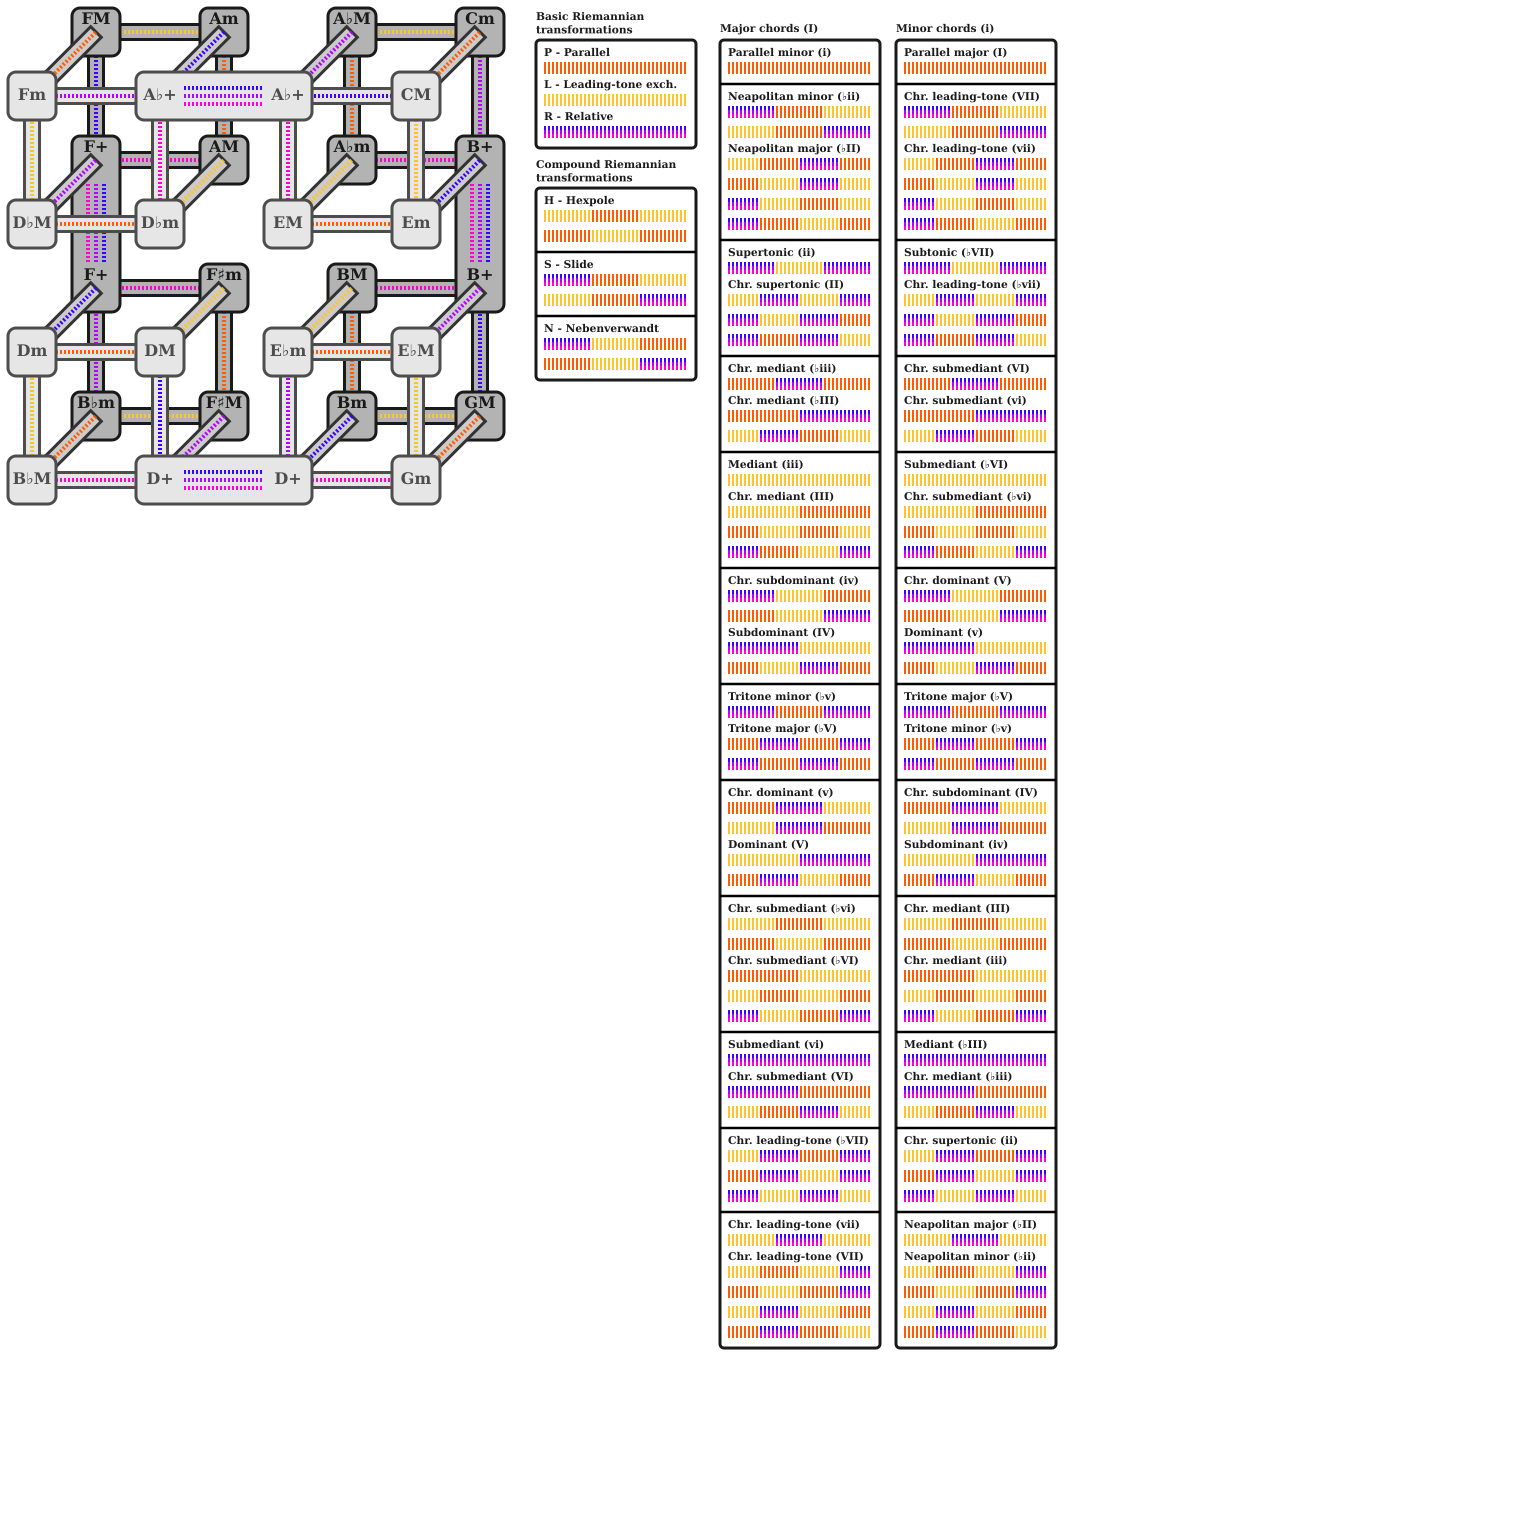 FM Am A♭M Cm
Fm A♭+ A♭+ CM
F+ AM A♭m B+
D♭M D♭m EM Em
F+ F♯m BM B+
Dm DM E♭m E♭M
B♭m F♯M Bm GM
B♭M D+ D+ Gm
Basic Riemannian
transformations
P - Parallel
L - Leading-tone exch.
R - Relative
Compound Riemannian
transformations
H - Hexpole
S - Slide
N - Nebenverwandt
Major chords (I)
Parallel minor (i)
Neapolitan minor (♭ii)
Neapolitan major (♭II)
Supertonic (ii)
Chr. supertonic (II)
Chr. mediant (♭iii)
Chr. mediant (♭III)
Mediant (iii)
Chr. mediant (III)
Chr. subdominant (iv)
Subdominant (IV)
Tritone minor (♭v)
Tritone major (♭V)
Chr. dominant (v)
Dominant (V)
Chr. submediant (♭vi)
Chr. submediant (♭VI)
Submediant (vi)
Chr. submediant (VI)
Chr. leading-tone (♭VII)
Chr. leading-tone (vii)
Chr. leading-tone (VII)
Minor chords (i)
Parallel major (I)
Chr. leading-tone (VII)
Chr. leading-tone (vii)
Subtonic (♭VII)
Chr. leading-tone (♭vii)
Chr. submediant (VI)
Chr. submediant (vi)
Submediant (♭VI)
Chr. submediant (♭vi)
Chr. dominant (V)
Dominant (v)
Tritone major (♭V)
Tritone minor (♭v)
Chr. subdominant (IV)
Subdominant (iv)
Chr. mediant (III)
Chr. mediant (iii)
Mediant (♭III)
Chr. mediant (♭iii)
Chr. supertonic (ii)
Neapolitan major (♭II)
Neapolitan minor (♭ii)